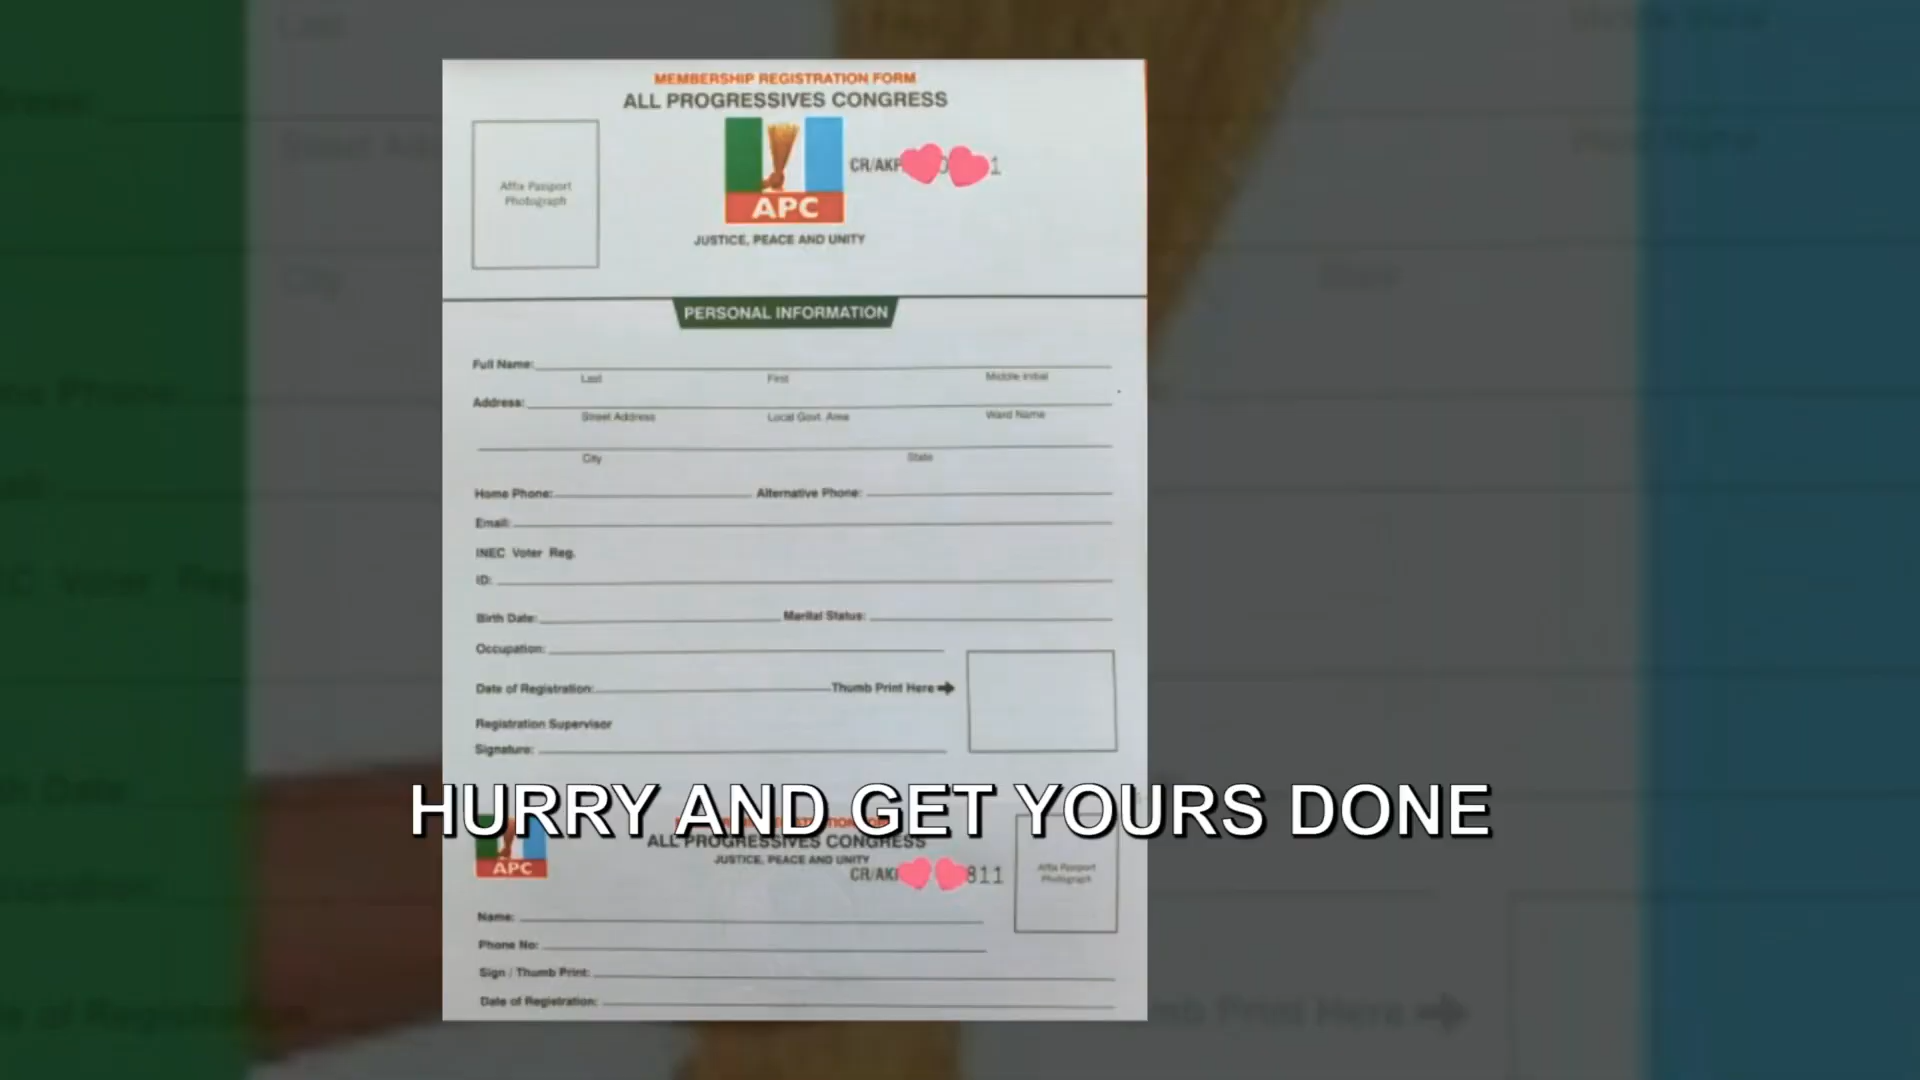 MEMBERSHIP REGISTRATION FORM
ALL PROGRESSIVES CONGRESS
Affix Passport
Photograph
CR/AK
1
APC
JUSTICE, PEACE AND UNITY
PERSONAL INFORMATION
Full Name:
Last First Middle Initial
Address:
Street Address Local Govt. Area Ward Name
City State
Home Phone: Alternative Phone:
Email:
INEC Voter Reg.
ID:
Birth Date: Marital Status:
Occupation:
Date of Registration: Thumb Print Here
Registration Supervisor
Signature:
HURRY AND GET YOURS DONE
ALL PROGRESSIVES CONGRESS
JUSTICE, PEACE AND UNITY
APC
CR/AK 811
Affix Passport
Photograph
Name:
Phone No:
Sign / Thumb Print:
Date of Registration: